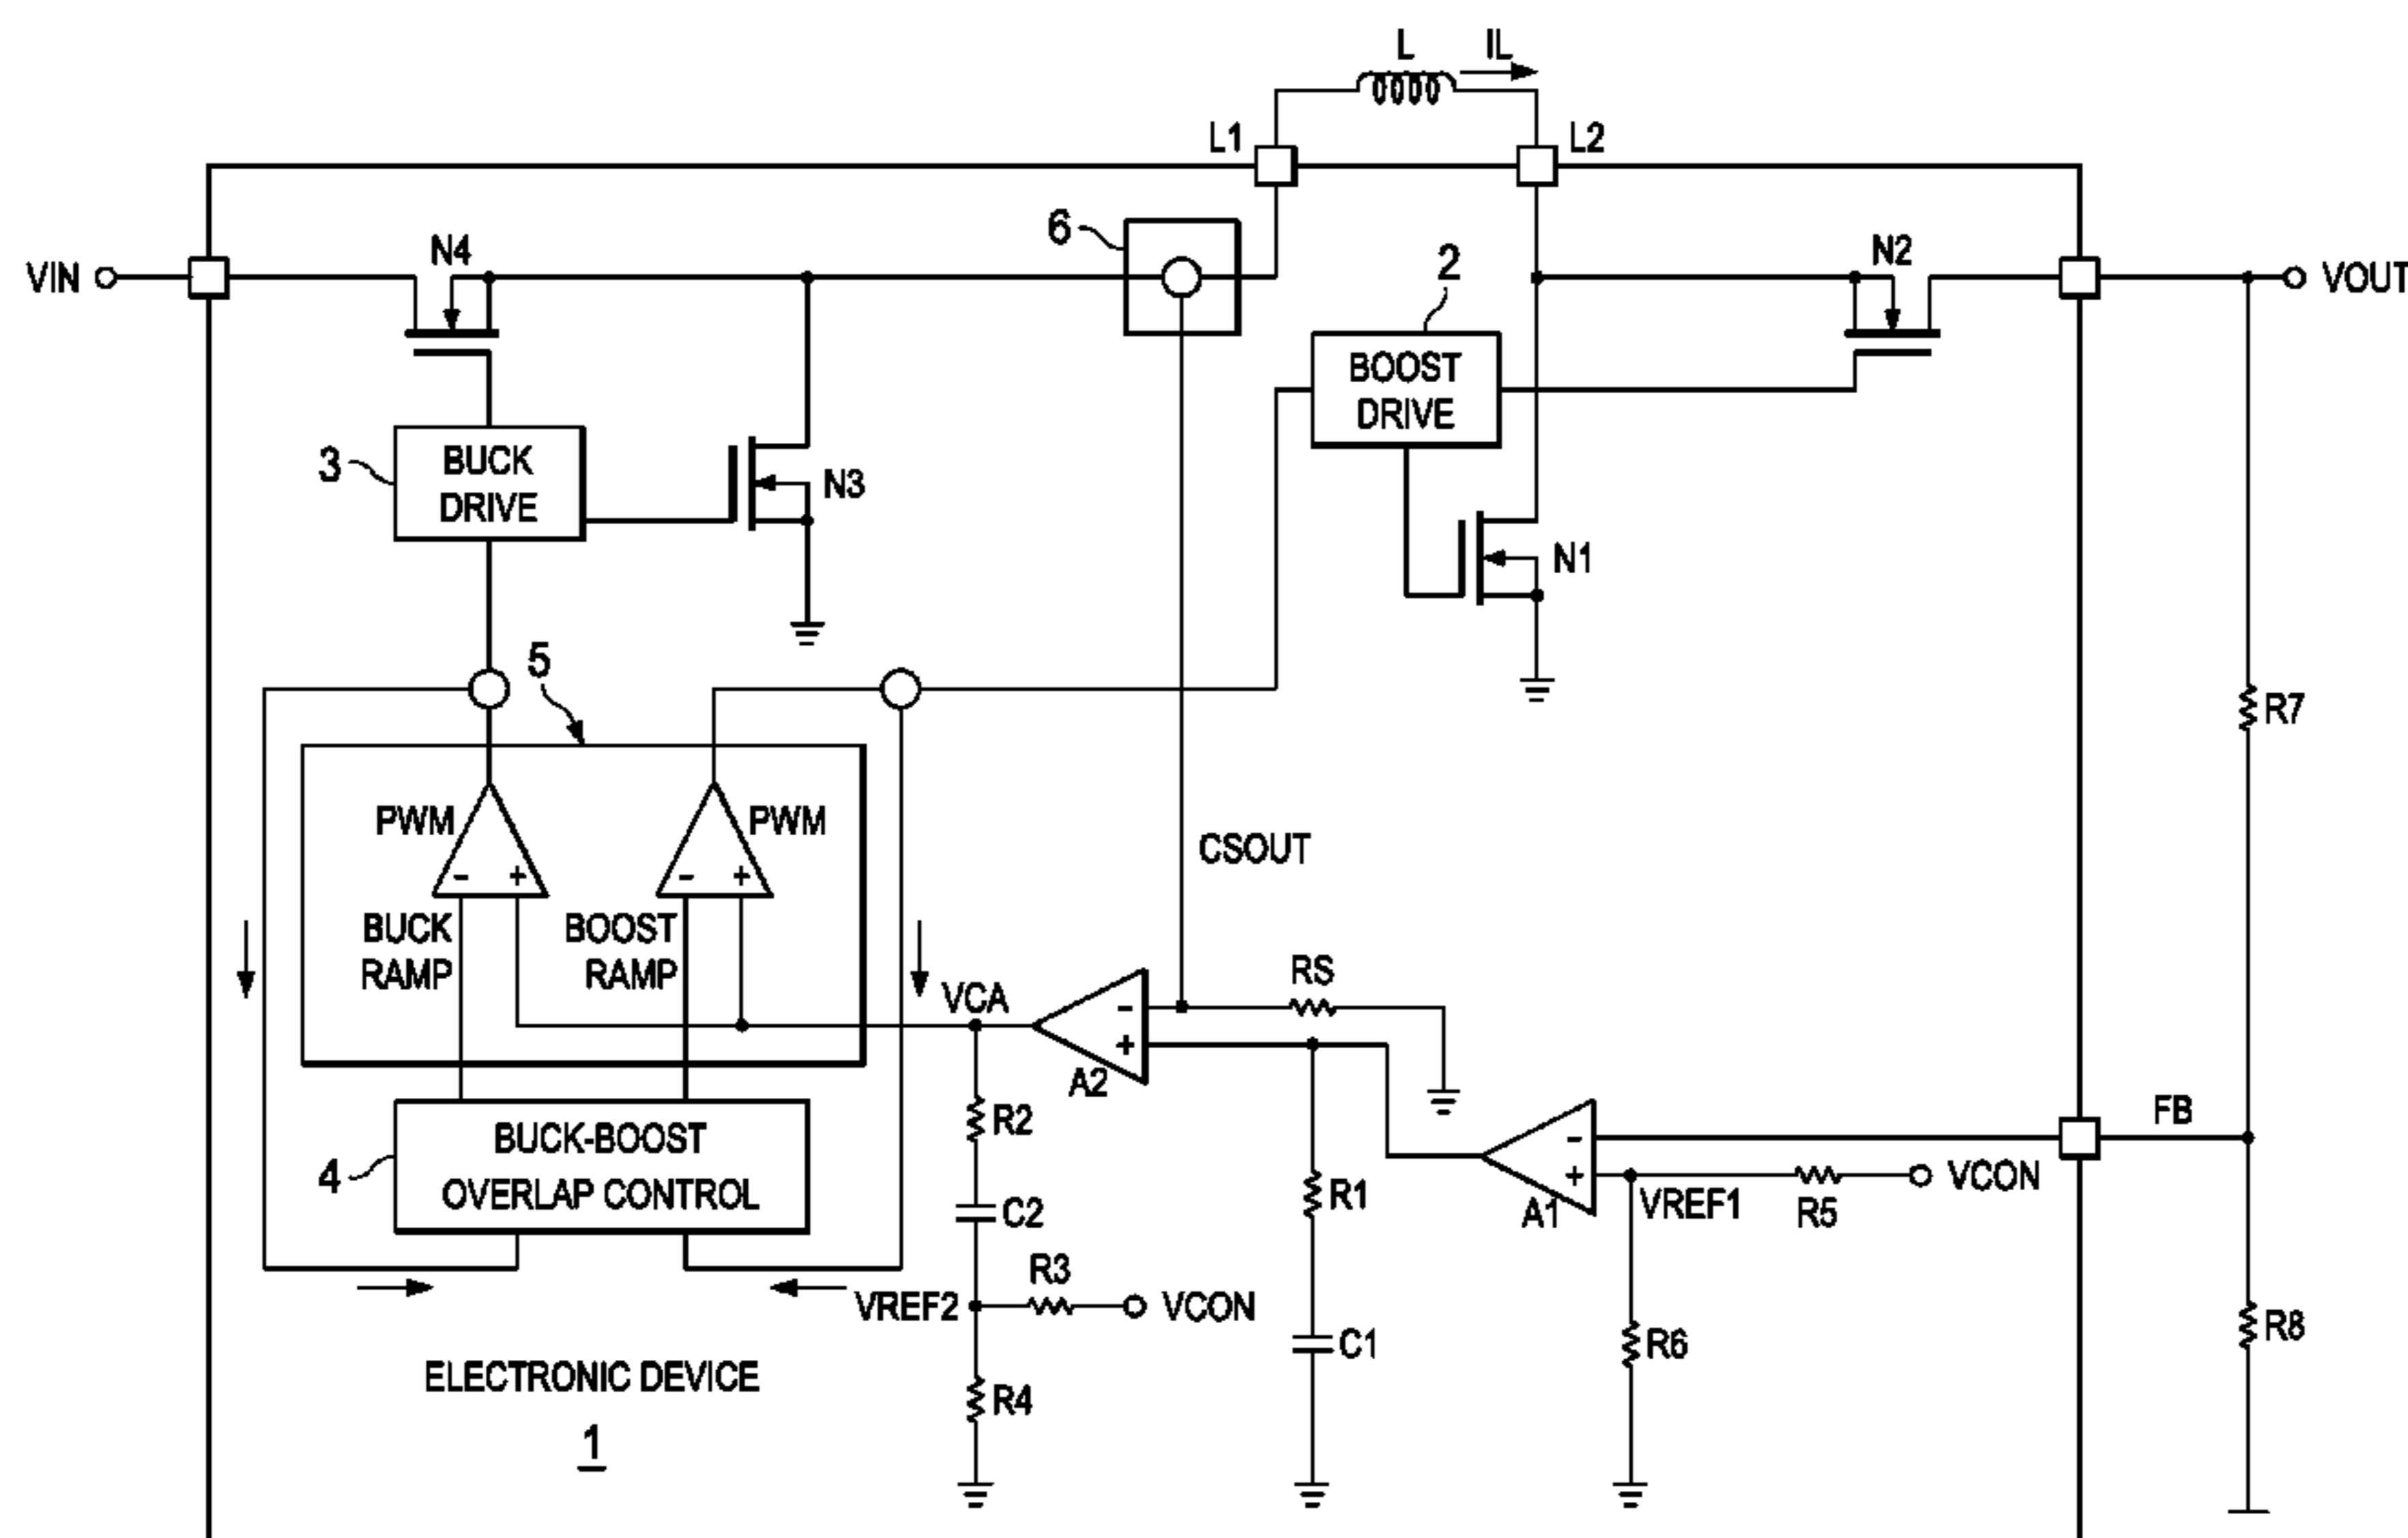 L IL
L1 L2
6
VIN N4 2 N2 VOUT
BOOST
DRIVE
3 BUCK
DRIVE
N3
N1
5
R7
PWM PWM
- + - +
CSOUT
BUCK
RAMP
BOOST
RAMP
RS
VCA
-
+
A2
R2
FB
BUCK-BOOST
OVERLAP CONTROL
4
-
+
A1
VREF1 R5 VCON
R1
C2
R3
VREF2 VCON
C1
R6
R8
R4
ELECTRONIC DEVICE
1